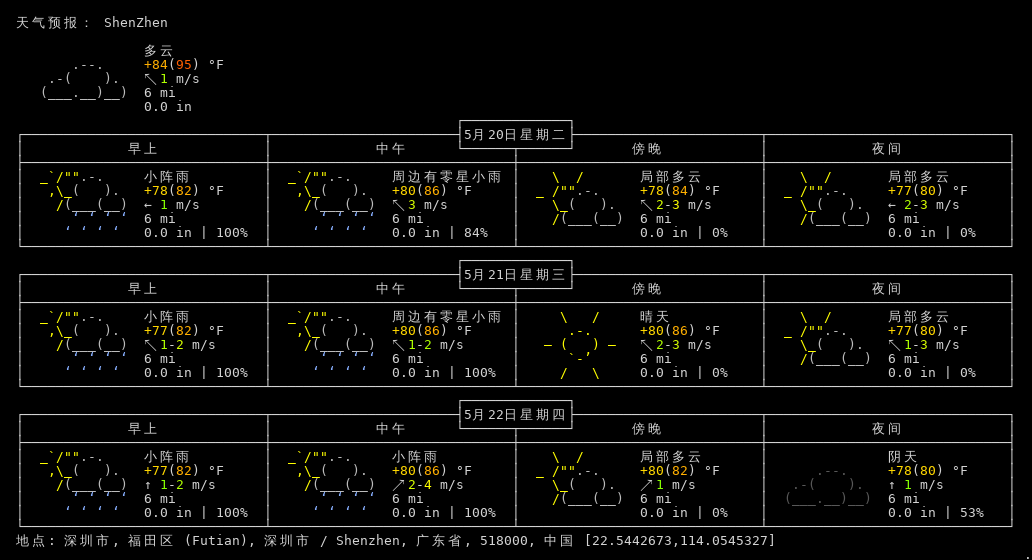 天气预报: ShenZhen
多云
+84(95) °F
↖1 m/s
6 mi
0.0 in
5月20日星期二
早上 中午 傍晚 夜间
小阵雨 周边有零星小雨 局部多云 局部多云
+78(82) °F +80(86) °F +78(84) °F +77(80) °F
← 1 m/s ↖3 m/s ↖2-3 m/s ← 2-3 m/s
6 mi 6 mi 6 mi 6 mi
0.0 in | 100% 0.0 in | 84% 0.0 in | 0% 0.0 in | 0%
5月21日星期三
早上 中午 傍晚 夜间
小阵雨 周边有零星小雨 晴天 局部多云
+77(82) °F +80(86) °F +80(86) °F +77(80) °F
↖1-2 m/s ↖1-2 m/s ↖2-3 m/s ↖1-3 m/s
6 mi 6 mi 6 mi 6 mi
0.0 in | 100% 0.0 in | 100% 0.0 in | 0% 0.0 in | 0%
5月22日星期四
早上 中午 傍晚 夜间
小阵雨 小阵雨 局部多云 阴天
+77(82) °F +80(86) °F +80(82) °F +78(80) °F
↑ 1-2 m/s ↗2-4 m/s ↖1 m/s ↑ 1 m/s
6 mi 6 mi 6 mi 6 mi
0.0 in | 100% 0.0 in | 100% 0.0 in | 0% 0.0 in | 53%
地点: 深圳市, 福田区 (Futian), 深圳市 / Shenzhen, 广东省, 518000, 中国 [22.5442673,114.0545327]